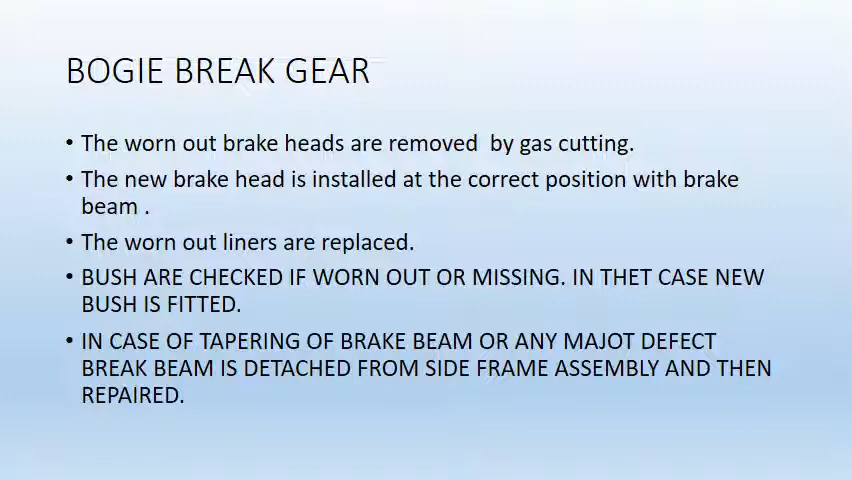 BOGIE BREAK GEAR
• The worn out brake heads are removed  by gas cutting.
• The new brake head is installed at the correct position with brake
beam .
• The worn out liners are replaced.
• BUSH ARE CHECKED IF WORN OUT OR MISSING. IN THET CASE NEW
BUSH IS FITTED.
• IN CASE OF TAPERING OF BRAKE BEAM OR ANY MAJOT DEFECT
BREAK BEAM IS DETACHED FROM SIDE FRAME ASSEMBLY AND THEN
REPAIRED.